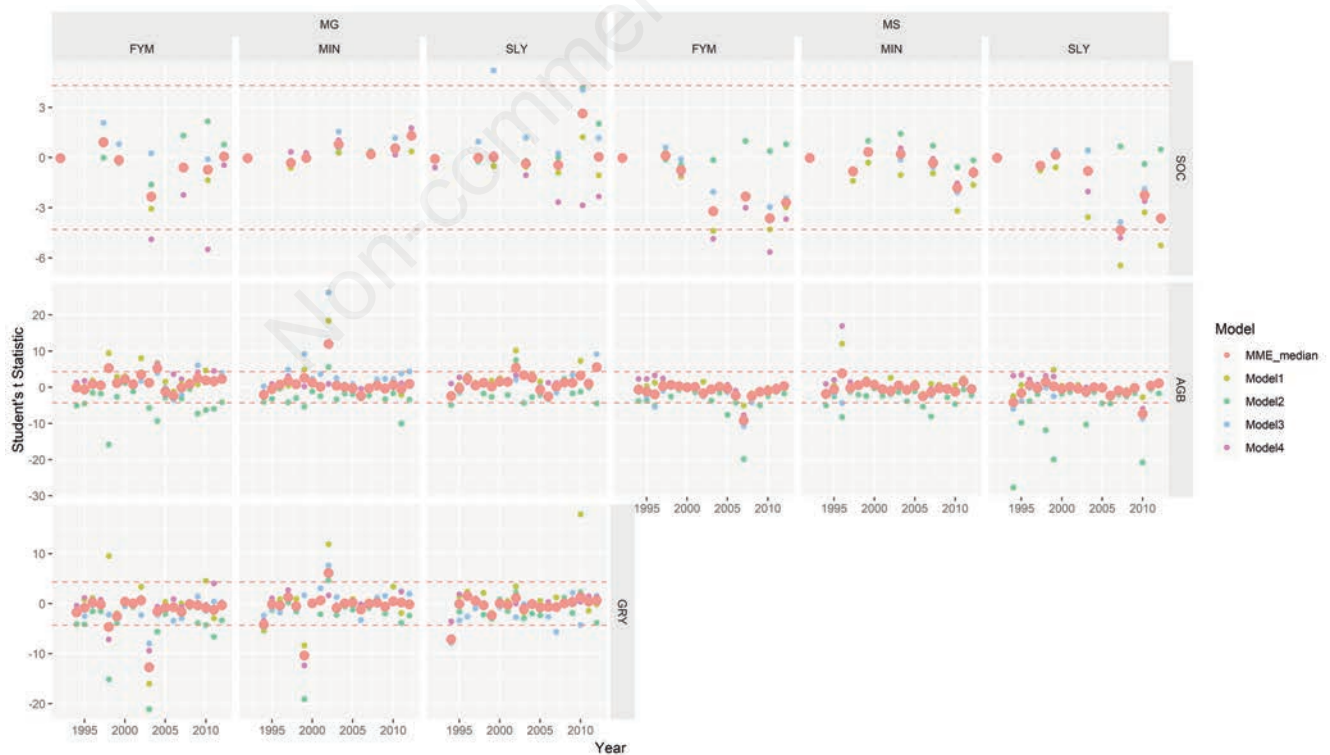 MG MS
FYM MIN SLY FYM MIN SLY
3
0
-3
-6
SOC
20
10
0
-10
-20
-30
AGB
1995 2000 2005 2010 1995 2000 2005 2010 1995 2000 2005 2010
10
0
-10
-20
GRY
1995 2000 2005 2010 1995 2000 2005 2010 1995 2000 2005 2010
Student's t Statistic
Year
Model
MME_median
Model1
Model2
Model3
Model4
Non-comme